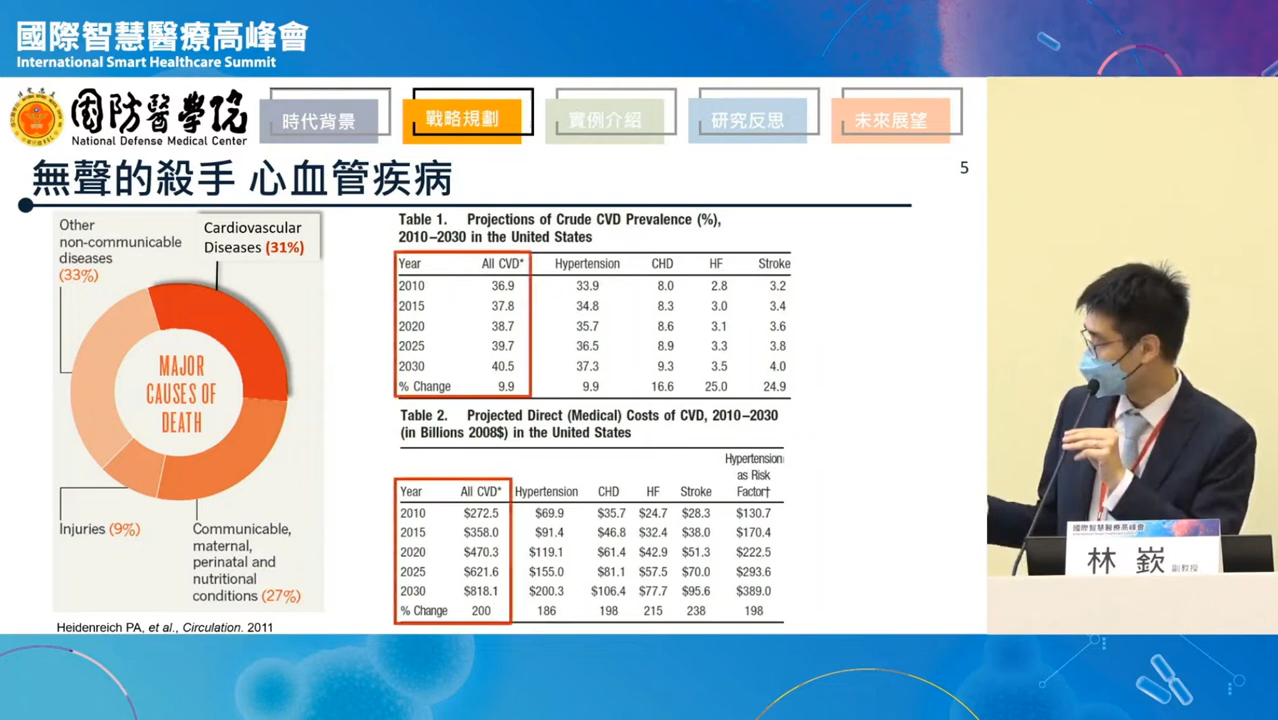 國際智慧醫療高峰會
International Smart Healthcare Summit
國防醫學院
National Defense Medical Center
時代背景
戰略規劃
實例介紹
研究反思
未來展望
無聲的殺手 心血管疾病
5
Other
non-communicable
diseases
(33%)
Cardiovascular
Diseases (31%)
MAJOR
CAUSES OF
DEATH
Injuries (9%)
Communicable,
maternal,
perinatal and
nutritional
conditions (27%)
Heidenreich PA, et al., Circulation. 2011
Table 1. Projections of Crude CVD Prevalence (%),
2010–2030 in the United States
Year All CVD* Hypertension CHD HF Stroke
2010 36.9 33.9 8.0 2.8 3.2
2015 37.8 34.8 8.3 3.0 3.4
2020 38.7 35.7 8.6 3.1 3.6
2025 39.7 36.5 8.9 3.3 3.8
2030 40.5 37.3 9.3 3.5 4.0
% Change 9.9 9.9 16.6 25.0 24.9
Table 2. Projected Direct (Medical) Costs of CVD, 2010–2030
(in Billions 2008$) in the United States
Hypertension
as Risk
Year All CVD* Hypertension CHD HF Stroke Factor†
2010 $272.5 $69.9 $35.7 $24.7 $28.3 $130.7
2015 $358.0 $91.4 $46.8 $32.4 $38.0 $170.4
2020 $470.3 $119.1 $61.4 $42.9 $51.3 $222.5
2025 $621.6 $155.0 $81.1 $57.5 $70.0 $293.6
2030 $818.1 $200.3 $106.4 $77.7 $95.6 $389.0
% Change 200 186 198 215 238 198
國際智慧醫療高峰會
林 嶔 副教授